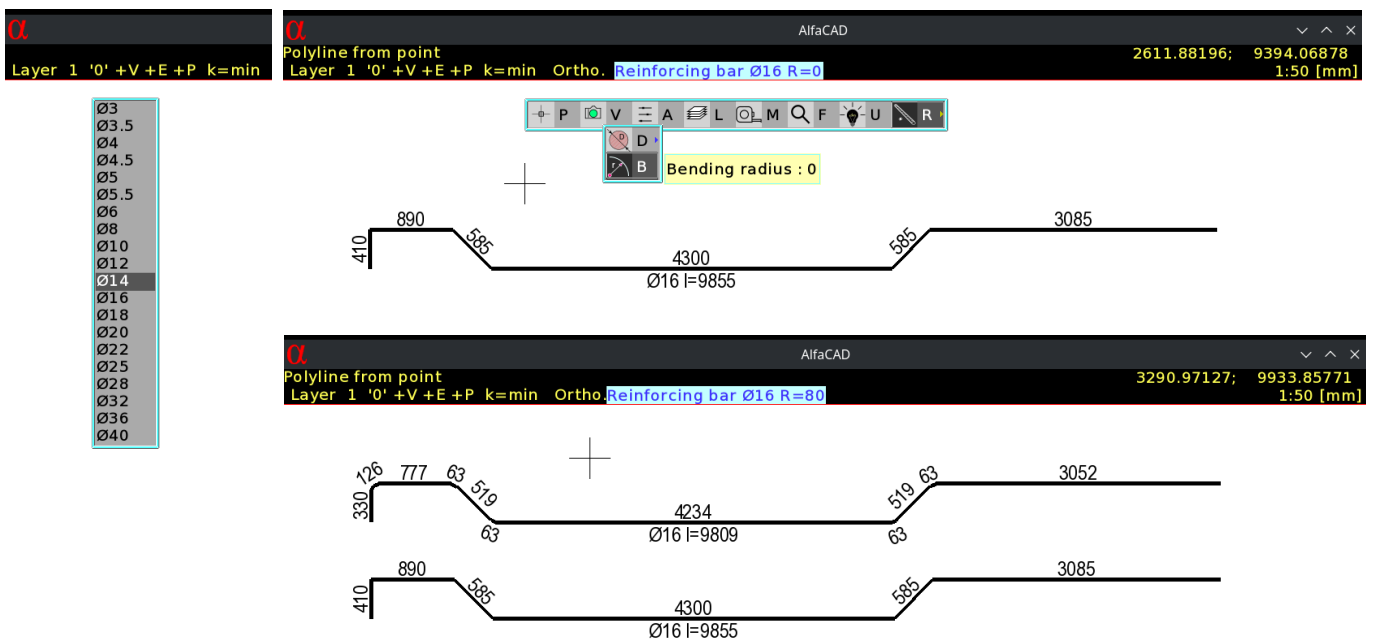 α
Layer 1 '0' +V +E +P k=min
Ø3
Ø3.5
Ø4
Ø4.5
Ø5
Ø5.5
Ø6
Ø8
Ø10
Ø12
Ø14
Ø16
Ø18
Ø20
Ø22
Ø25
Ø28
Ø32
Ø36
Ø40
α AlfaCAD
Polyline from point 2611.88196; 9394.06878
Layer 1 '0' +V +E +P k=min Ortho. Reinforcing bar Ø16 R=0 1:50 [mm]
P V A L M F U R
D
B Bending radius : 0
410 890 585 4300 585 3085
Ø16 l=9855
α AlfaCAD
Polyline from point 3290.97127; 9933.85771
Layer 1 '0' +V +E +P k=min Ortho. Reinforcing bar Ø16 R=80 1:50 [mm]
330 126 777 63 519 63 4234 63 519 63 3052
Ø16 l=9809
410 890 585 4300 585 3085
Ø16 l=9855